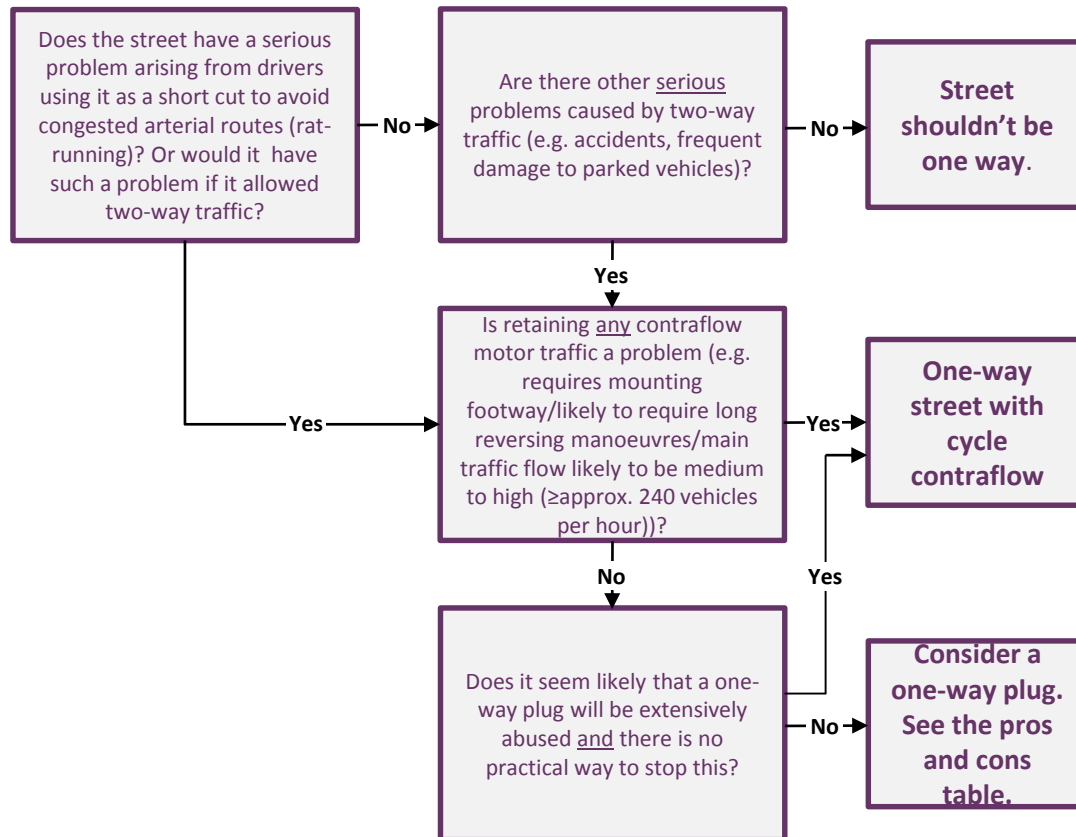 Does the street have a serious
problem arising from drivers
using it as a short cut to avoid
congested arterial routes (rat-
running)? Or would it  have
such a problem if it allowed
two-way traffic?
No
Are there other serious
problems caused by two-way
traffic (e.g. accidents, frequent
damage to parked vehicles)?
No
Street
shouldn’t be
one way.
Yes
Yes
Is retaining any contraflow
motor traffic a problem (e.g.
requires mounting
footway/likely to require long
reversing manoeuvres/main
traffic flow likely to be medium
to high (≥approx. 240 vehicles
per hour))?
Yes
One-way
street with
cycle
contraflow
No
Yes
Does it seem likely that a one-
way plug will be extensively
abused and there is no
practical way to stop this?
No
Consider a
one-way plug.
See the pros
and cons
table.